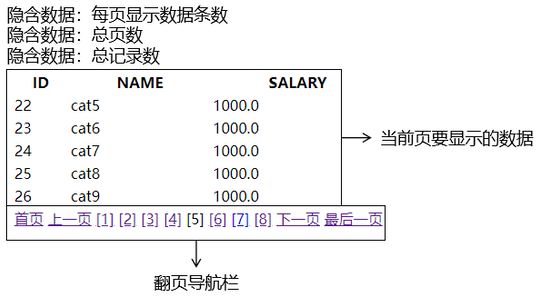 隐含数据：每页显示数据条数
隐含数据：总页数
隐含数据：总记录数
ID NAME SALARY
22 cat5 1000.0
23 cat6 1000.0
24 cat7 1000.0
25 cat8 1000.0
26 cat9 1000.0
当前页要显示的数据
首页 上一页 [1] [2] [3] [4] [5] [6] [7] [8] 下一页 最后一页
翻页导航栏